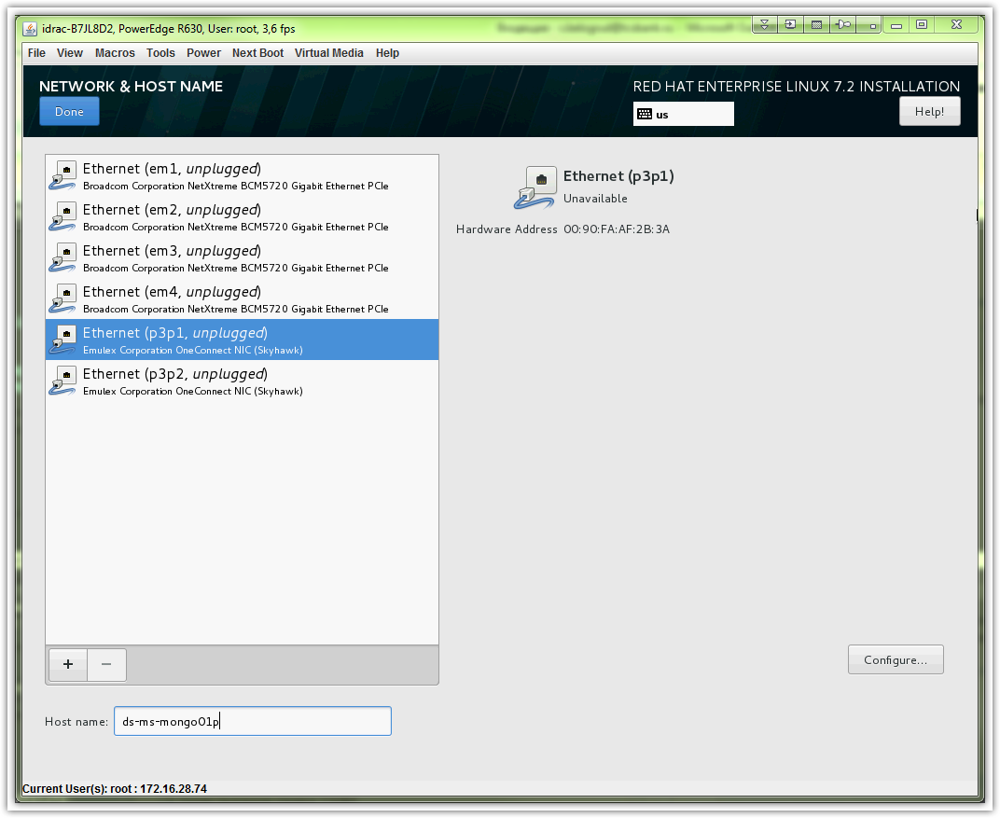 idrac-B7JL8D2, PowerEdge R630, User: root, 3,6 fps
File View Macros Tools Power Next Boot Virtual Media Help
NETWORK & HOST NAME
Done
RED HAT ENTERPRISE LINUX 7.2 INSTALLATION
us
Help!
Ethernet (em1, unplugged)
Broadcom Corporation NetXtreme BCM5720 Gigabit Ethernet PCIe
Ethernet (em2, unplugged)
Broadcom Corporation NetXtreme BCM5720 Gigabit Ethernet PCIe
Ethernet (em3, unplugged)
Broadcom Corporation NetXtreme BCM5720 Gigabit Ethernet PCIe
Ethernet (em4, unplugged)
Broadcom Corporation NetXtreme BCM5720 Gigabit Ethernet PCIe
Ethernet (p3p1, unplugged)
Emulex Corporation OneConnect NIC (Skyhawk)
Ethernet (p3p2, unplugged)
Emulex Corporation OneConnect NIC (Skyhawk)
Ethernet (p3p1)
Unavailable
Hardware Address 00:90:FA:AF:2B:3A
+ −
Configure...
Host name: ds-ms-mongo01p
Current User(s): root : 172.16.28.74